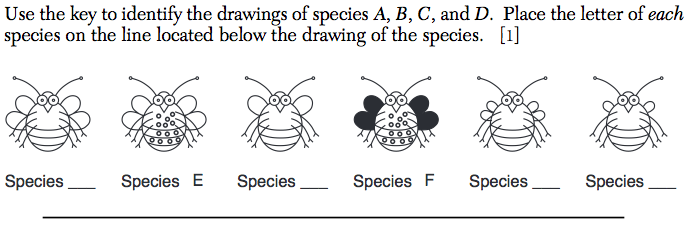 Use the key to identify the drawings of species A, B, C, and D. Place the letter of each
species on the line located below the drawing of the species. [1]
Species ___ Species E Species ___ Species F Species ___ Species ___